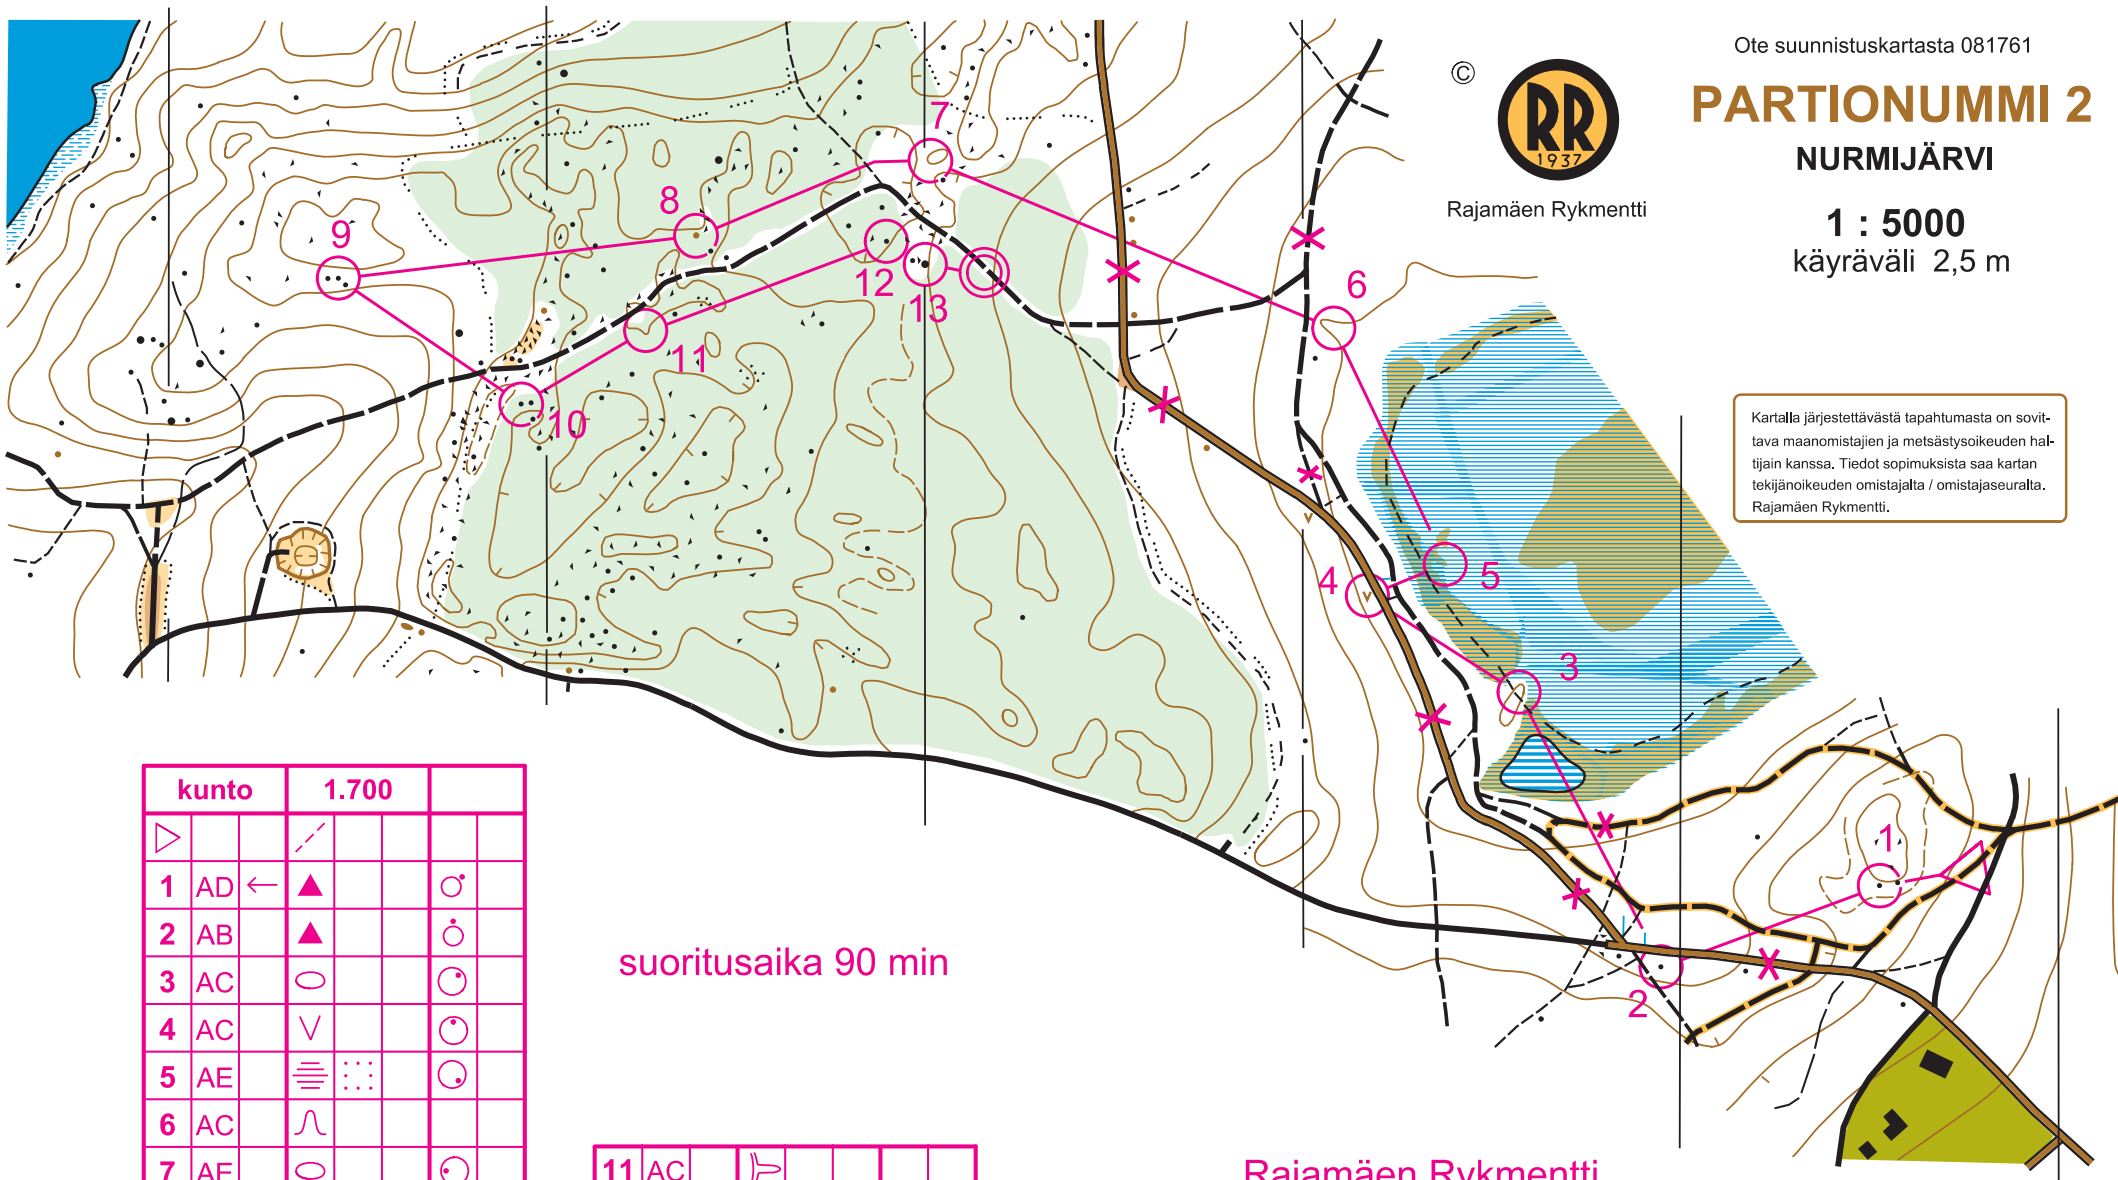 Ote suunnistuskartasta 081761
PARTIONUMMI 2
NURMIJÄRVI
1 : 5000
käyräväli 2,5 m
©
RR
1937
Rajamäen Rykmentti
Kartalla järjestettävästä tapahtumasta on sovit-
tava maanomistajien ja metsästysoikeuden hal-
tijain kanssa. Tiedot sopimuksista saa kartan
tekijänoikeuden omistajalta / omistajaseuralta.
Rajamäen Rykmentti.
7
8
9
6
12
13
11
10
4
5
3
1
2
kunto 1.700
1 AD
2 AB
3 AC
4 AC
5 AE
6 AC
7 AE
suoritusaika 90 min
11 AC
Rajamäen Rykmentti